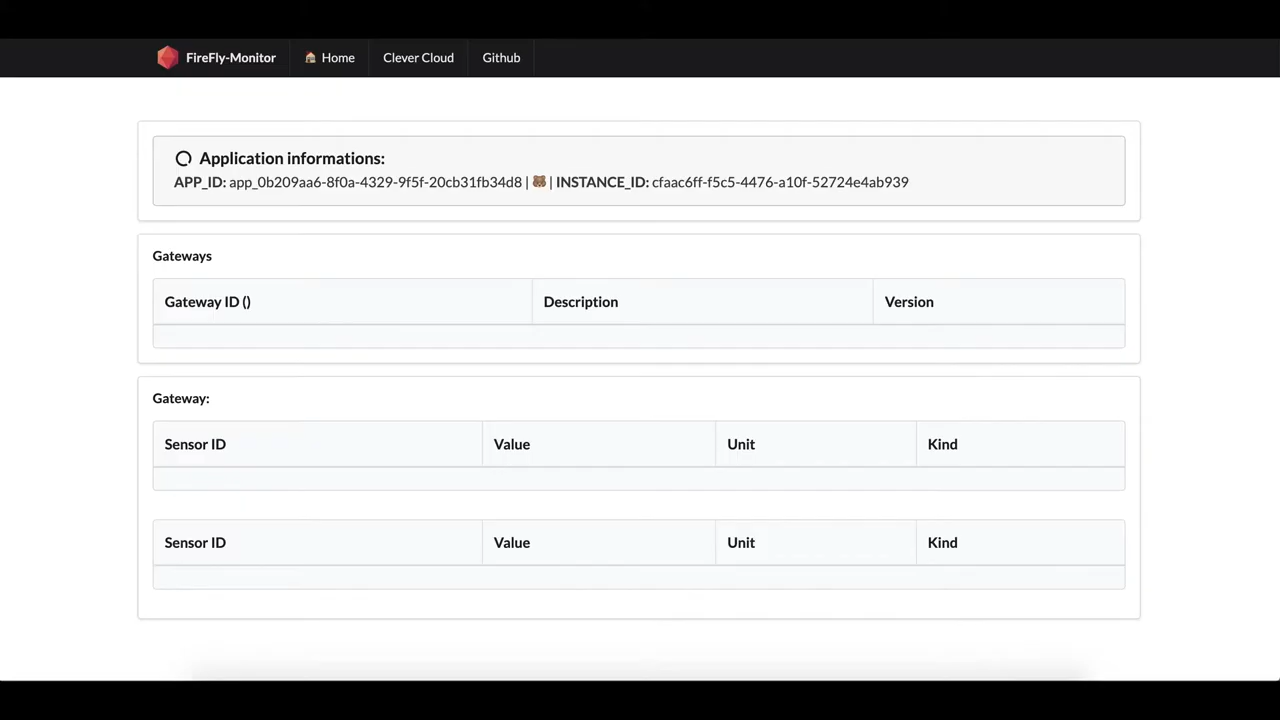 FireFly-Monitor Home Clever Cloud Github
Application informations:
APP_ID: app_0b209aa6-8f0a-4329-9f5f-20cb31fb34d8 | 🐻 | INSTANCE_ID: cfaac6ff-f5c5-4476-a10f-52724e4ab939
Gateways
Gateway ID () Description Version
Gateway:
Sensor ID Value Unit Kind
Sensor ID Value Unit Kind